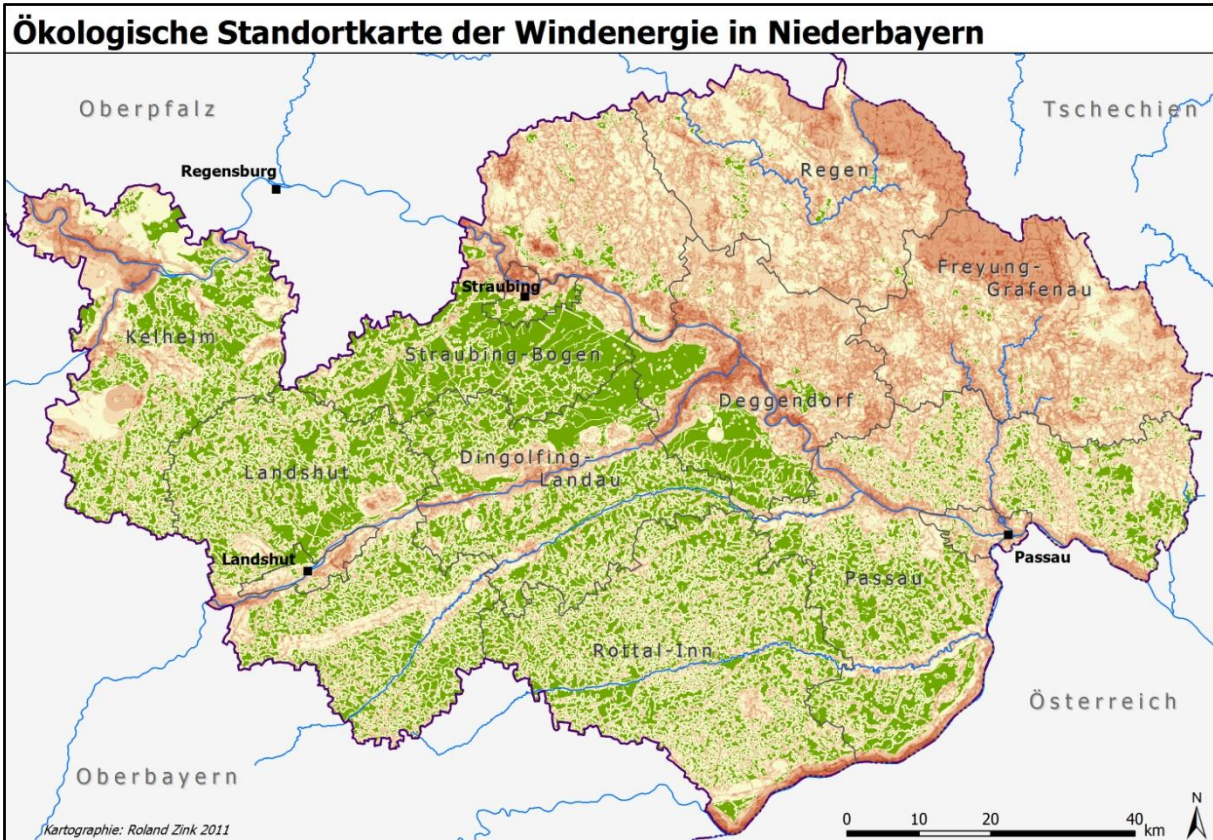 Ökologische Standortkarte der Windenergie in Niederbayern
Oberpfalz
Tschechien
Regensburg
Regen
Freyung-
Grafenau
Straubing
Kelheim
Straubing-Bogen
Deggendorf
Dingolfing-
Landau
Landshut
Landshut
Passau
Passau
Rottal Inn
Österreich
Oberbayern
N
Kartographie: Roland Zink 2011
0 10 20 40 km